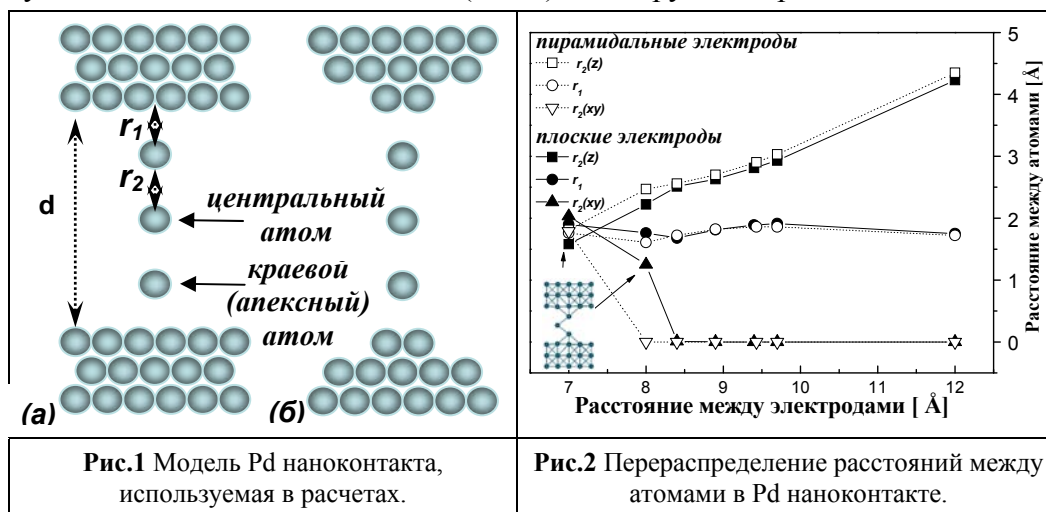 r₁
r₂
d
центральный
атом
краевой
(апексный)
атом
(а)
(б)
пирамидальные электроды
r₂(z)
r₁
r₂(xy)
плоские электроды
r₂(z)
r₁
r₂(xy)
5
4
3
2
1
0
Расстояние между атомами [Å]
7 8 9 10 11 12
Расстояние между электродами [ Å]
Рис.1 Модель Pd наноконтакта,
используемая в расчетах.
Рис.2 Перераспределение расстояний между
атомами в Pd наноконтакте.